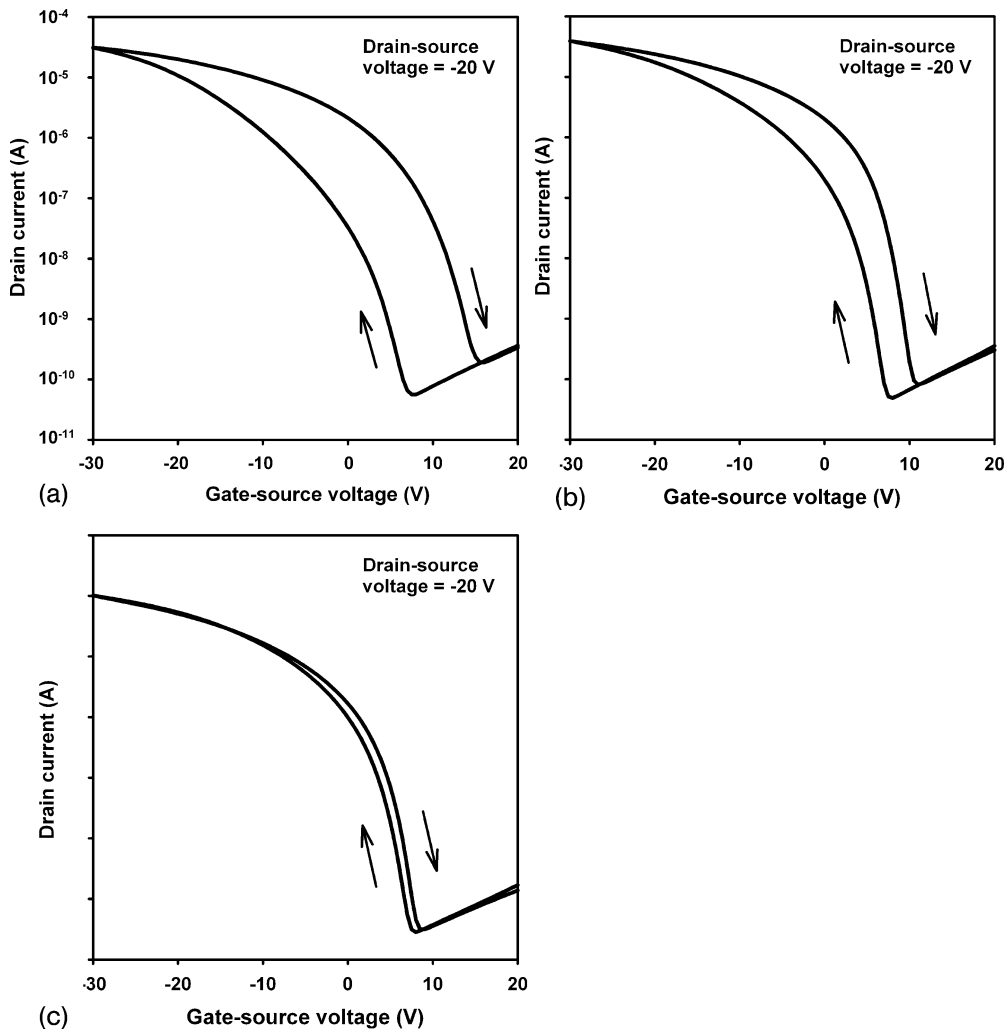 Drain-source
voltage = -20 V
10⁻⁴
10⁻⁵
10⁻⁶
10⁻⁷
10⁻⁸
10⁻⁹
10⁻¹⁰
10⁻¹¹
Drain current (A)
-30 -20 -10 0 10 20
Gate-source voltage (V)
(a)
Drain-source
voltage = -20 V
Drain current (A)
-30 -20 -10 0 10 20
Gate-source voltage (V)
(b)
Drain-source
voltage = -20 V
Drain current (A)
-30 -20 -10 0 10 20
Gate-source voltage (V)
(c)